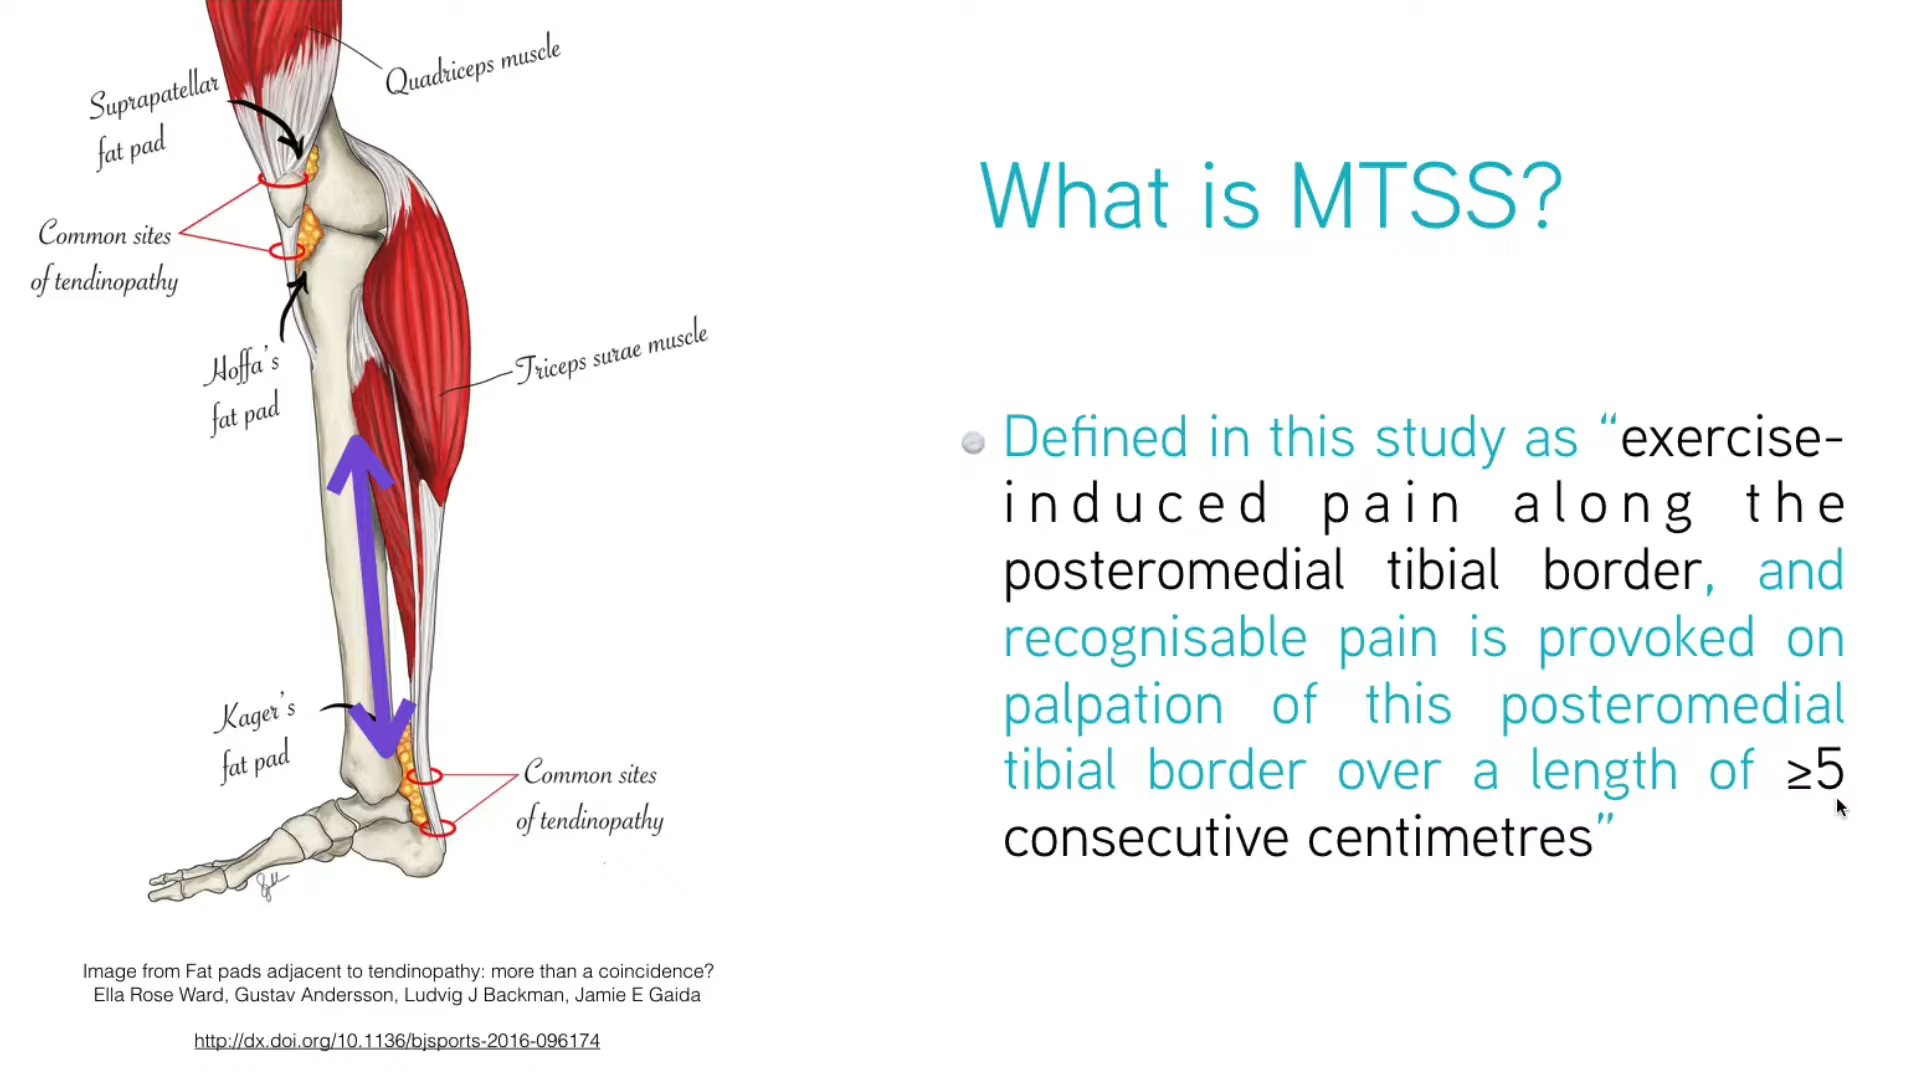 Quadriceps muscle
Suprapatellar
fat pad
Common sites
of tendinopathy
Hoffa's
fat pad
Triceps surae muscle
Kager's
fat pad
Common sites
of tendinopathy
Image from Fat pads adjacent to tendinopathy: more than a coincidence?
Ella Rose Ward, Gustav Andersson, Ludvig J Backman, Jamie E Gaida
http://dx.doi.org/10.1136/bjsports-2016-096174
What is MTSS?
Defined in this study as “exercise-
induced pain along the
posteromedial tibial border, and
recognisable pain is provoked on
palpation of this posteromedial
tibial border over a length of ≥5
consecutive centimetres”